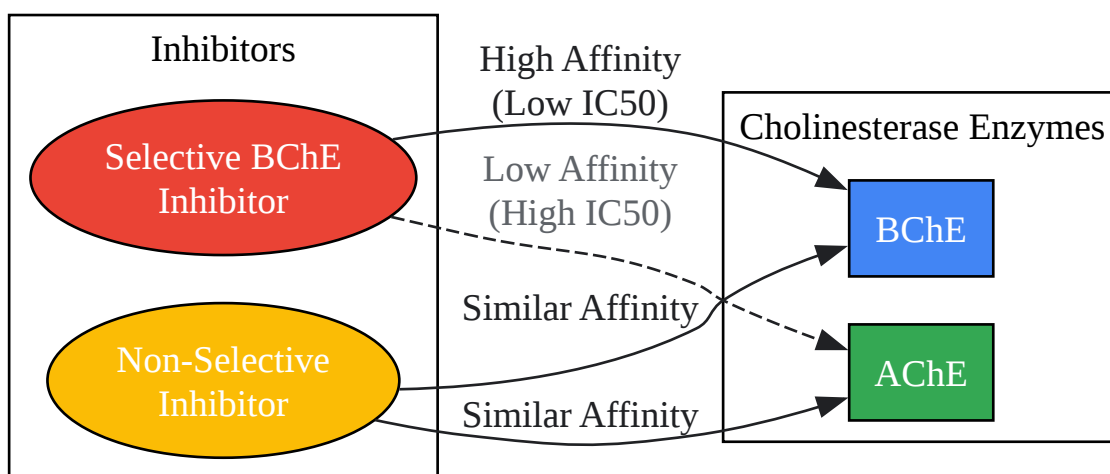 Inhibitors
Selective BChE
Inhibitor
Non-Selective
Inhibitor
High Affinity
(Low IC50)
Low Affinity
(High IC50)
Similar Affinity
Similar Affinity
Cholinesterase Enzymes
BChE
AChE